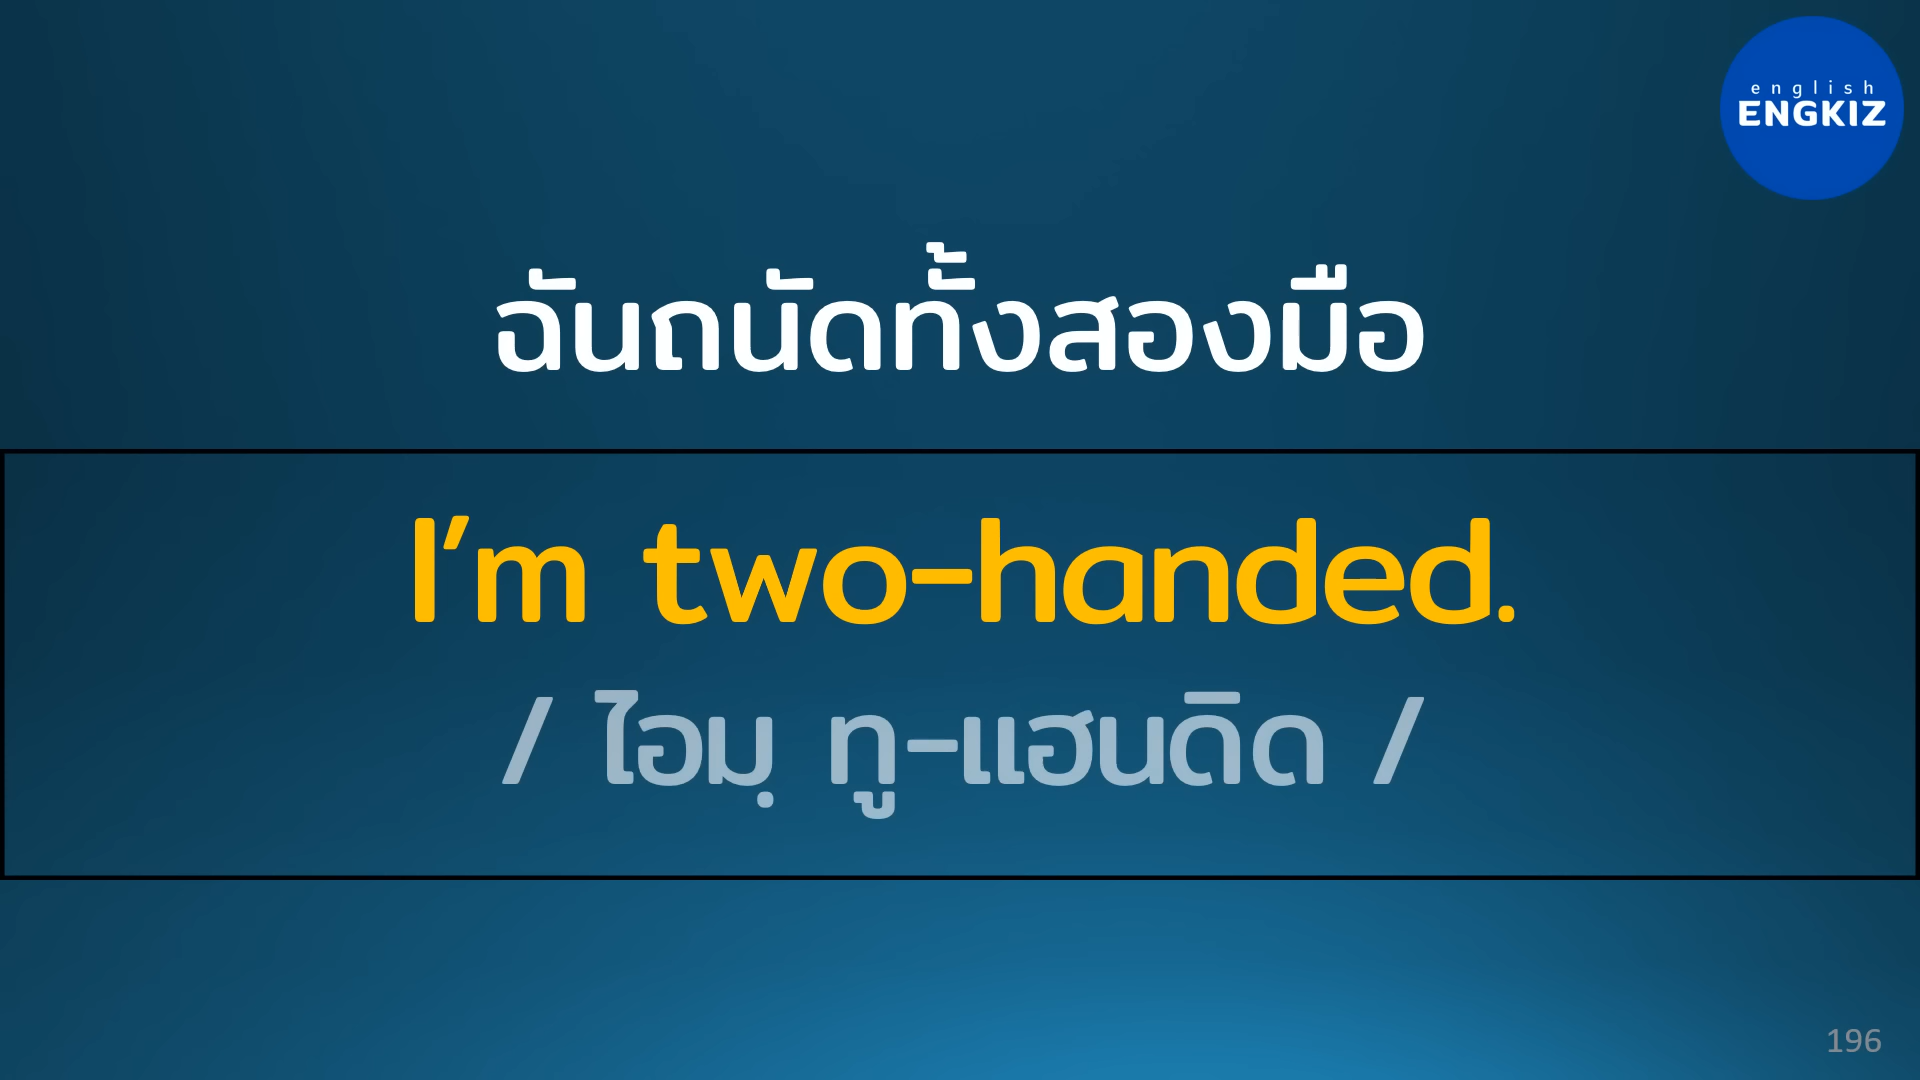 english
ENGKIZ
ฉันถนัดทั้งสองมือ
I’m two-handed.
/ ไอมฺ ทู-แฮนดิด /
196